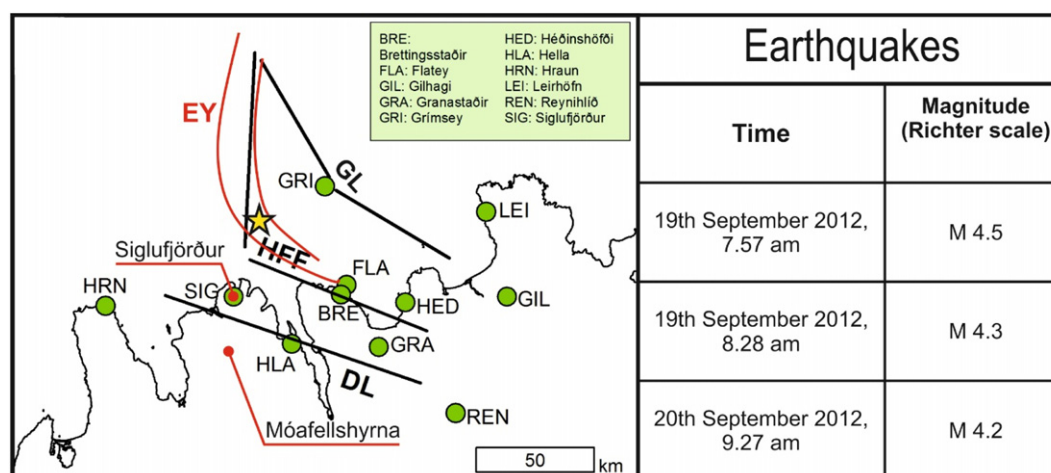 BRE:
Brettingsstaðir
FLA: Flatey
GIL: Gilhagi
GRA: Granastaðir
GRI: Grímsey
HED: Héðinshöfði
HLA: Hella
HRN: Hraun
LEI: Leirhöfn
REN: Reynihlíð
SIG: Siglufjörður
EY
GL
GRI
LEI
HFF
Siglufjörður
FLA
HRN
SIG
BRE
HED
GIL
HLA
GRA
DL
REN
Móafellshyrna
50
km
Earthquakes
Time
Magnitude
(Richter scale)
19th September 2012,
7.57 am
M 4.5
19th September 2012,
8.28 am
M 4.3
20th September 2012,
9.27 am
M 4.2